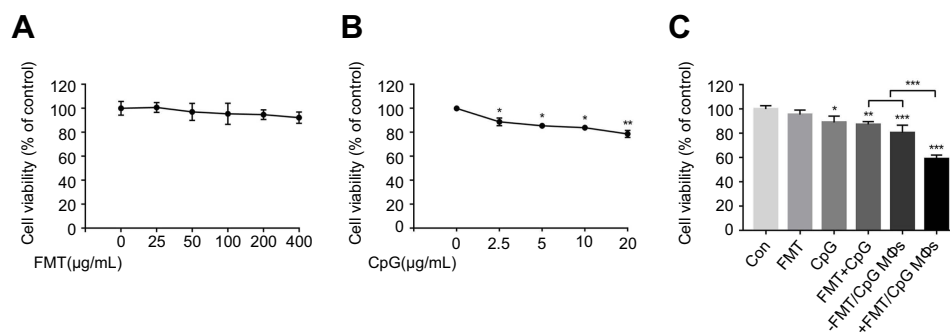 A
Cell viability (% of control)
120
100
80
60
40
20
0
0 25 50 100 200 400
FMT(µg/mL)
B
Cell viability (% of control)
120
100
80
60
40
20
0
* * * **
0 2.5 5 10 20
CpG(µg/mL)
C
Cell viability (% of control)
120
100
80
60
40
20
0
***
* ** *** ***
Con
FMT
CpG
FMT+CpG
-FMT/CpG MΦs
+FMT/CpG MΦs